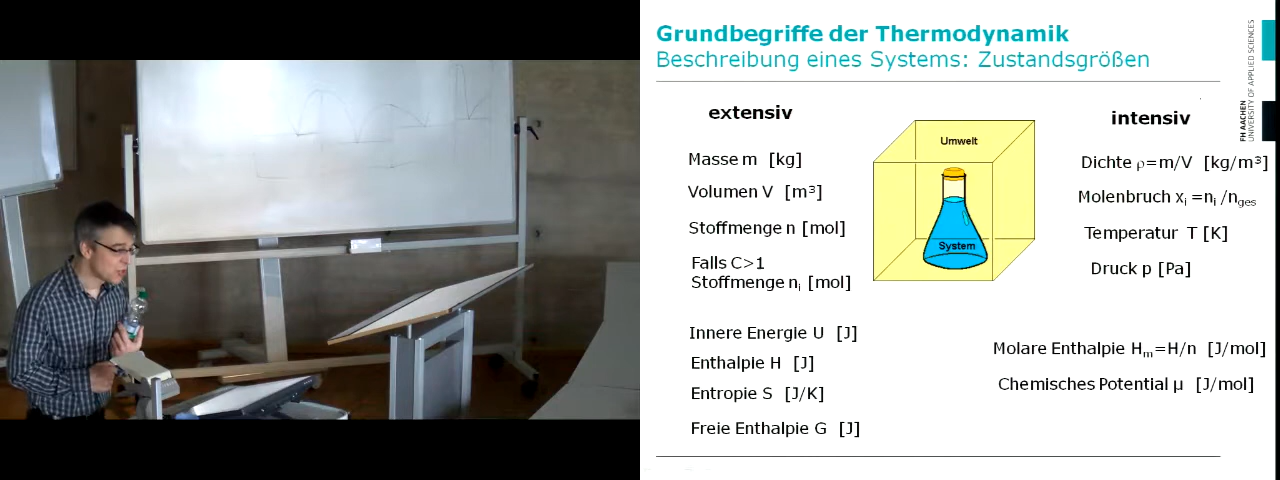 Grundbegriffe der Thermodynamik
Beschreibung eines Systems: Zustandsgrößen
FH AACHEN
UNIVERSITY OF APPLIED SCIENCES
extensiv
Masse m [kg]
Volumen V [m³]
Stoffmenge n [mol]
Falls C>1
Stoffmenge nᵢ [mol]
Innere Energie U [J]
Enthalpie H [J]
Entropie S [J/K]
Freie Enthalpie G [J]
Umwelt
System
intensiv
Dichte ρ=m/V [kg/m³]
Molenbruch xᵢ =nᵢ /n_ges
Temperatur T [K]
Druck p [Pa]
Molare Enthalpie Hₘ=H/n [J/mol]
Chemisches Potential µ [J/mol]